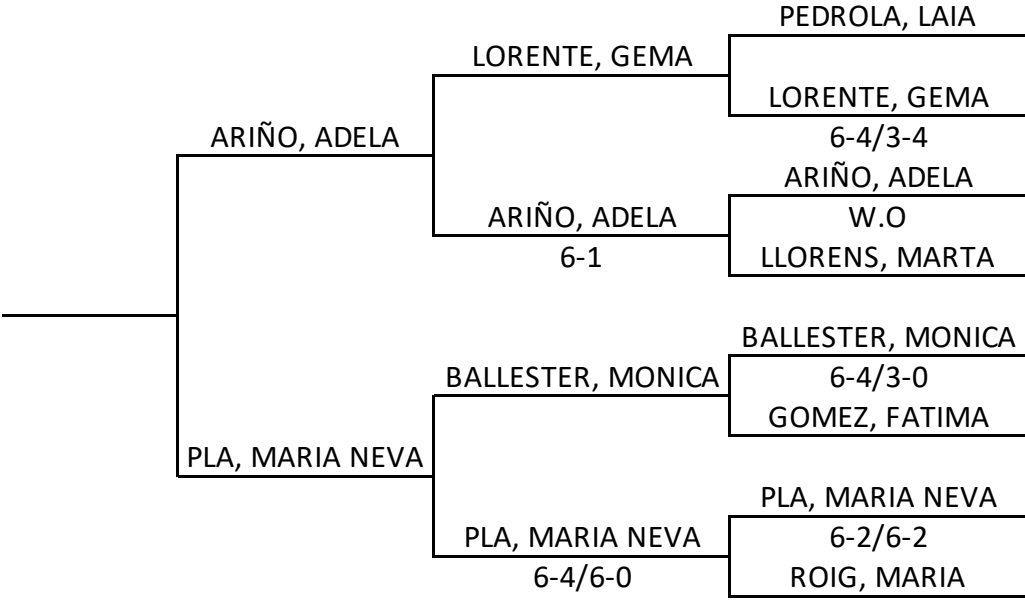 PEDROLA, LAIA
LORENTE, GEMA
LORENTE, GEMA
ARIÑO, ADELA
6-4/3-4
ARIÑO, ADELA
ARIÑO, ADELA
W.O
6-1
LLORENS, MARTA
BALLESTER, MONICA
BALLESTER, MONICA
6-4/3-0
GOMEZ, FATIMA
PLA, MARIA NEVA
PLA, MARIA NEVA
PLA, MARIA NEVA
6-2/6-2
6-4/6-0
ROIG, MARIA